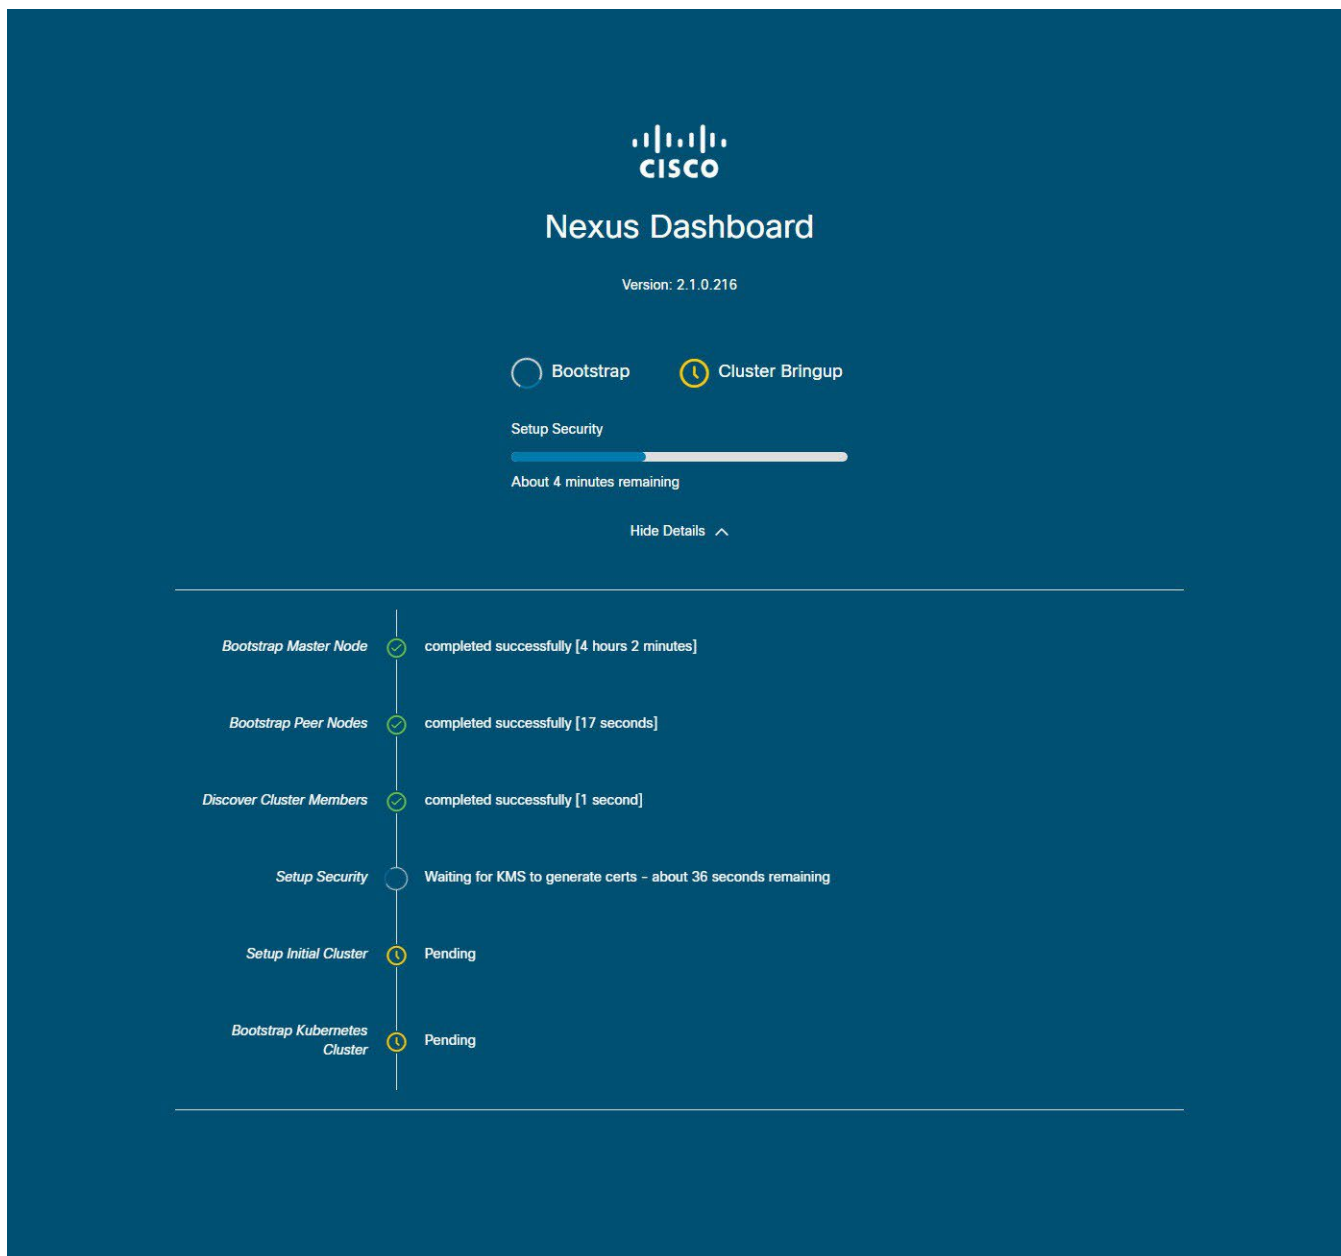 CISCO
Nexus Dashboard
Version: 2.1.0.216
Bootstrap
Cluster Bringup
Setup Security
About 4 minutes remaining
Hide Details
Bootstrap Master Node
completed successfully [4 hours 2 minutes]
Bootstrap Peer Nodes
completed successfully [17 seconds]
Discover Cluster Members
completed successfully [1 second]
Setup Security
Waiting for KMS to generate certs – about 36 seconds remaining
Setup Initial Cluster
Pending
Bootstrap Kubernetes
Cluster
Pending